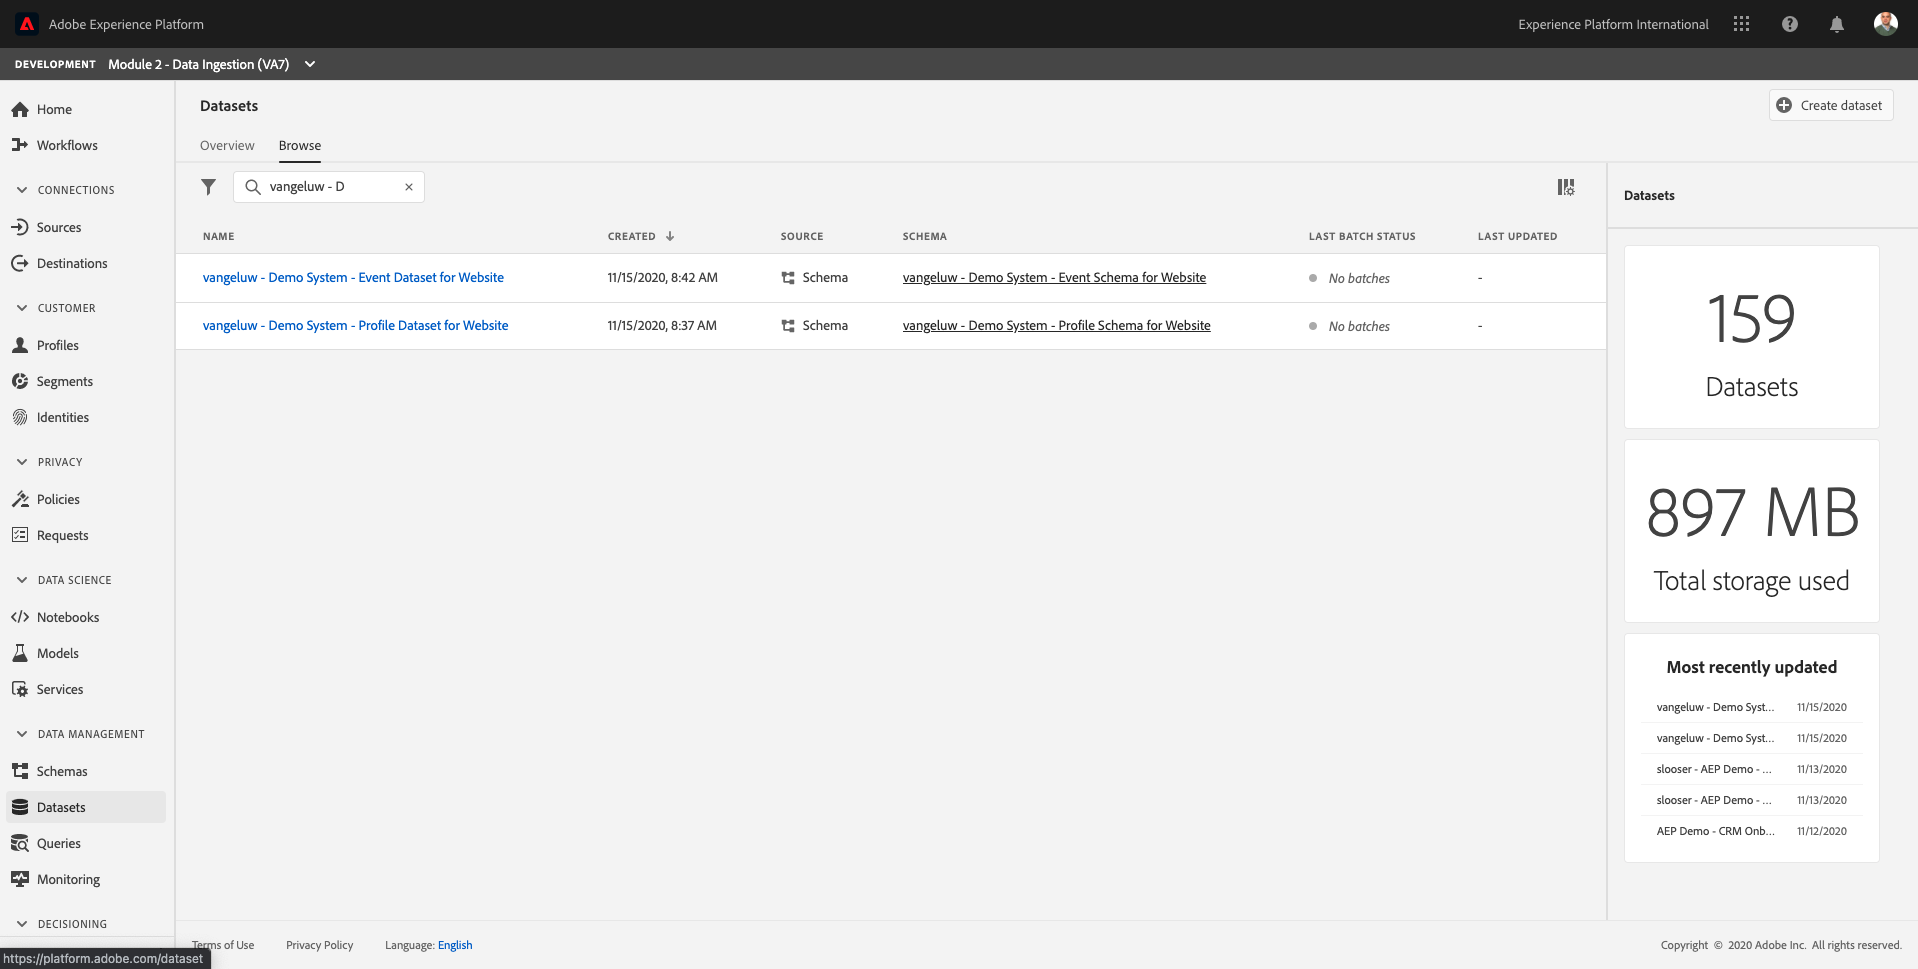 Adobe Experience Platform
Experience Platform International
DEVELOPMENT Module 2 - Data Ingestion (VA7)
Home
Workflows
CONNECTIONS
Sources
Destinations
CUSTOMER
Profiles
Segments
Identities
PRIVACY
Policies
Requests
DATA SCIENCE
Notebooks
Models
Services
DATA MANAGEMENT
Schemas
Datasets
Queries
Monitoring
DECISIONING
https://platform.adobe.com/dataset
Datasets
Create dataset
Overview Browse
vangeluw - D
NAME CREATED SOURCE SCHEMA LAST BATCH STATUS LAST UPDATED
vangeluw - Demo System - Event Dataset for Website 11/15/2020, 8:42 AM Schema vangeluw - Demo System - Event Schema for Website No batches -
vangeluw - Demo System - Profile Dataset for Website 11/15/2020, 8:37 AM Schema vangeluw - Demo System - Profile Schema for Website No batches -
Datasets
159
Datasets
897 MB
Total storage used
Most recently updated
vangeluw - Demo Syst... 11/15/2020
vangeluw - Demo Syst... 11/15/2020
slooser - AEP Demo - ... 11/13/2020
slooser - AEP Demo - ... 11/13/2020
AEP Demo - CRM Onb... 11/12/2020
Terms of Use Privacy Policy Language: English
Copyright © 2020 Adobe Inc. All rights reserved.